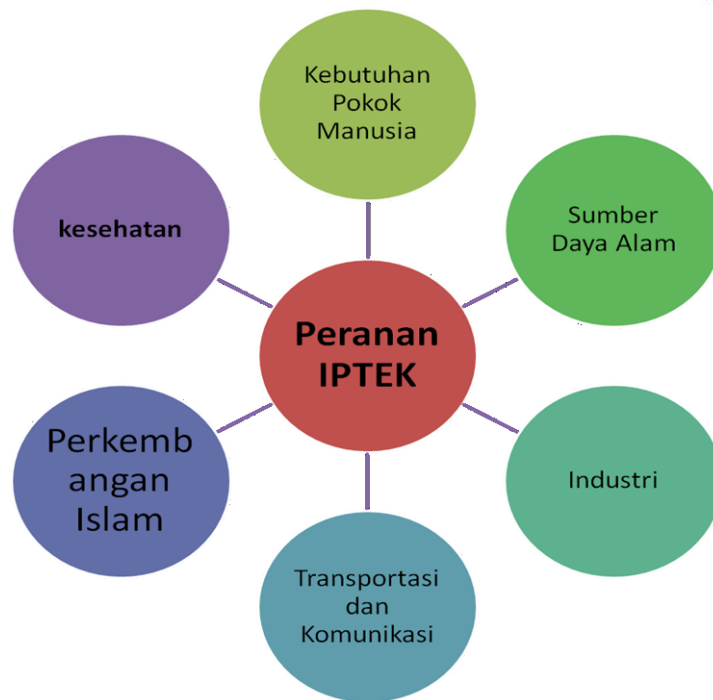 Kebutuhan
Pokok
Manusia
Sumber
Daya Alam
Industri
Transportasi
dan
Komunikasi
Perkemb
angan
Islam
kesehatan
Peranan
IPTEK